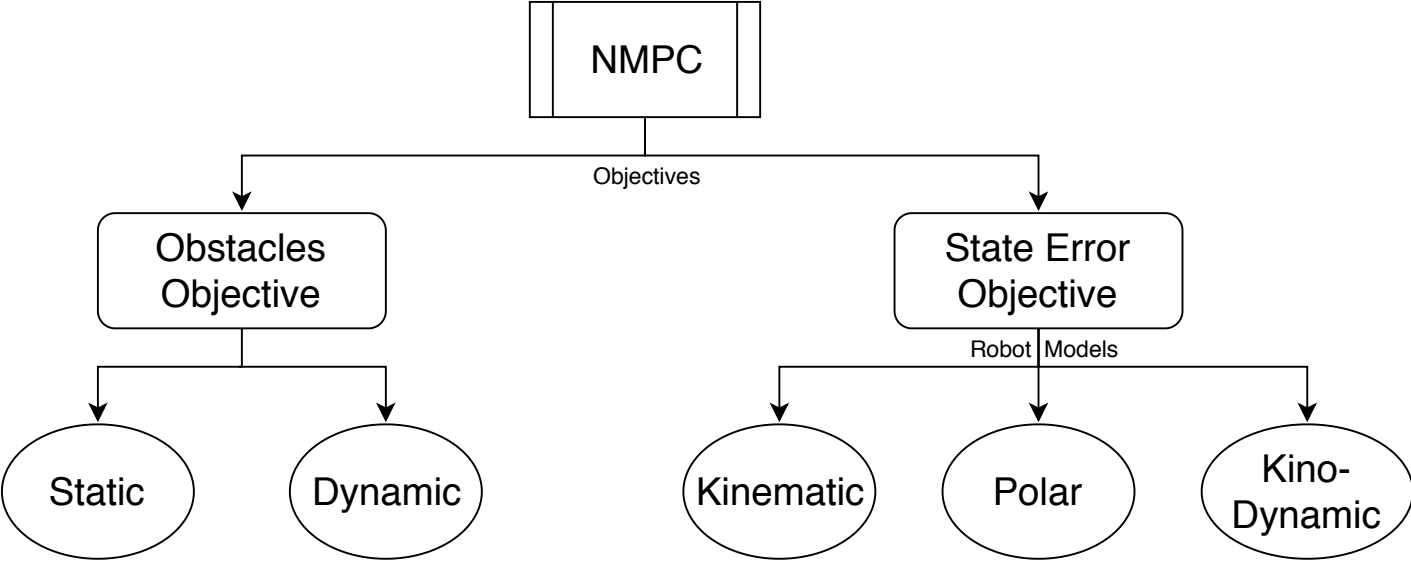 NMPC
Objectives
Obstacles
Objective
State Error
Objective
Robot Models
Static
Dynamic
Kinematic
Polar
Kino-
Dynamic